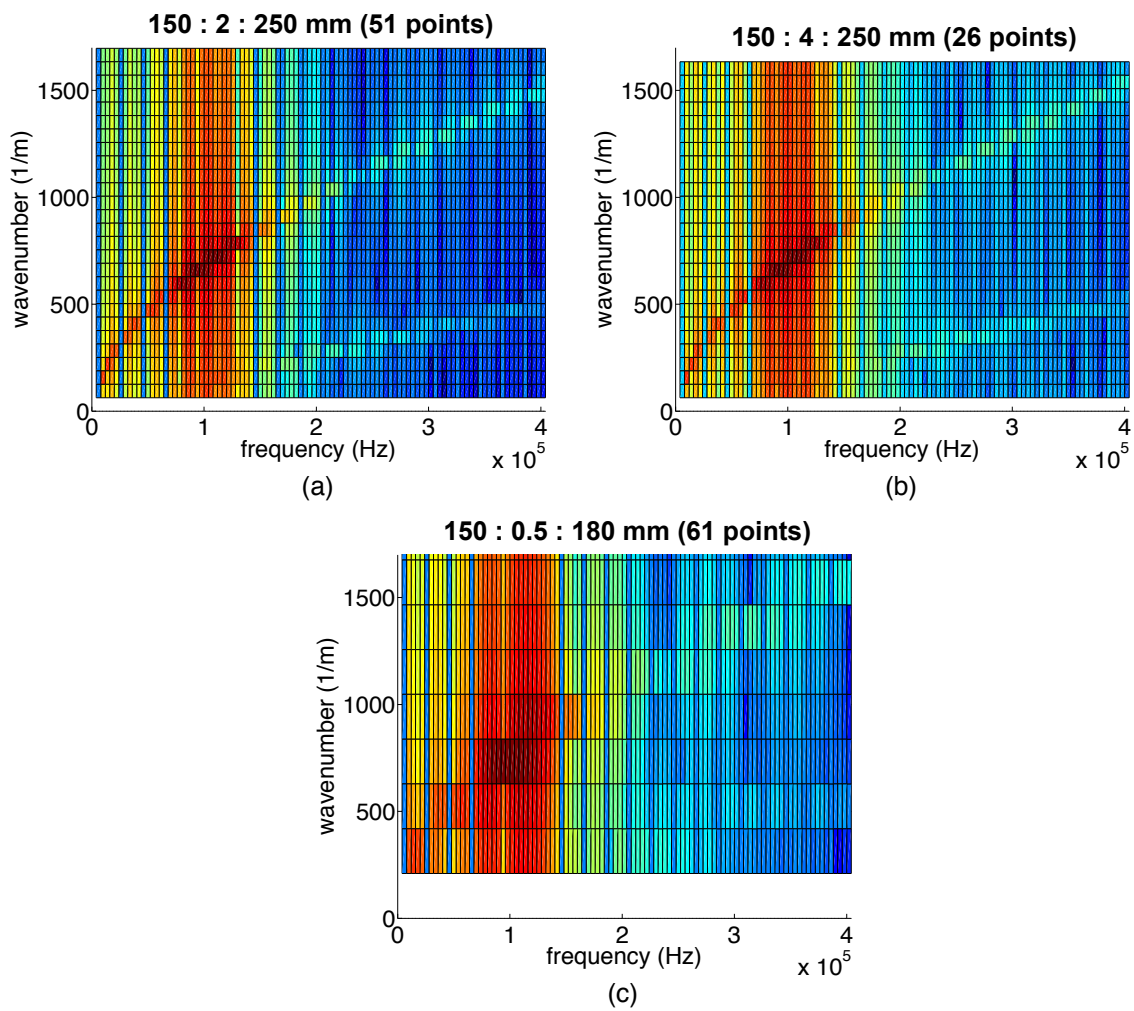 150 : 2 : 250 mm (51 points)
wavenumber (1/m)
1500
1000
500
0
0 1 2 3 4
frequency (Hz)
x 10^5
(a)
150 : 4 : 250 mm (26 points)
wavenumber (1/m)
1500
1000
500
0
0 1 2 3 4
frequency (Hz)
x 10^5
(b)
150 : 0.5 : 180 mm (61 points)
wavenumber (1/m)
1500
1000
500
0
0 1 2 3 4
frequency (Hz)
x 10^5
(c)